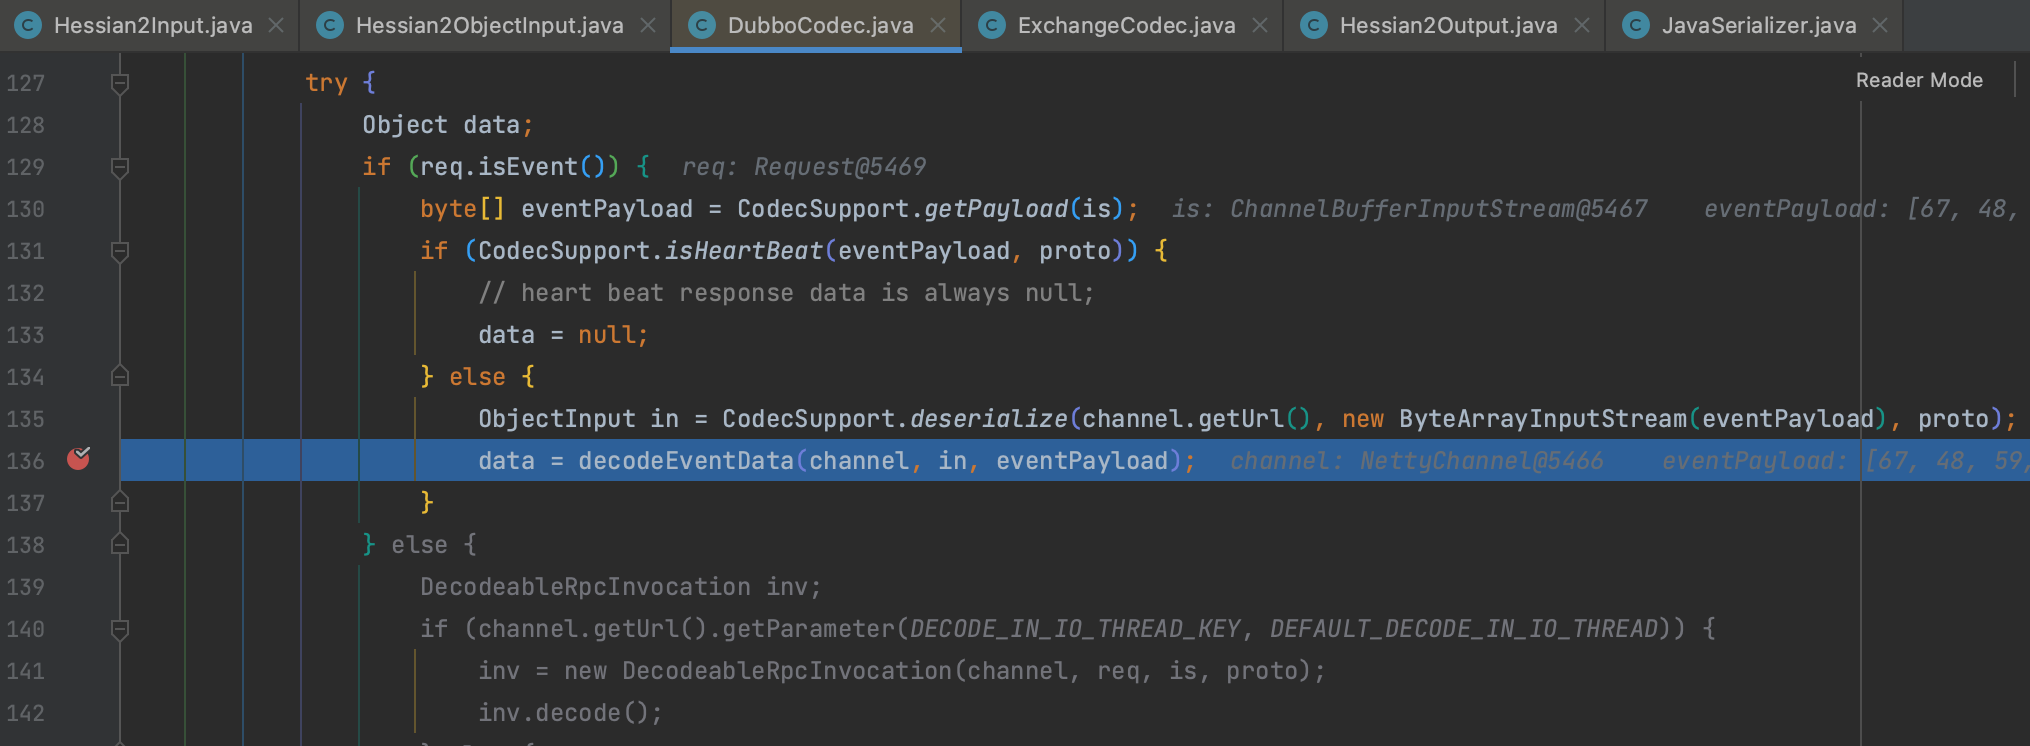 Hessian2Input.java Hessian2ObjectInput.java DubboCodec.java ExchangeCodec.java Hessian2Output.java JavaSerializer.java
Reader Mode
127 try {
128 Object data;
129 if (req.isEvent()) { req: Request@5469
130 byte[] eventPayload = CodecSupport.getPayload(is); is: ChannelBufferInputStream@5467 eventPayload: [67, 48,
131 if (CodecSupport.isHeartBeat(eventPayload, proto)) {
132 // heart beat response data is always null;
133 data = null;
134 } else {
135 ObjectInput in = CodecSupport.deserialize(channel.getUrl(), new ByteArrayInputStream(eventPayload), proto);
136 data = decodeEventData(channel, in, eventPayload); channel: NettyChannel@5466 eventPayload: [67, 48, 59,
137 }
138 } else {
139 DecodeableRpcInvocation inv;
140 if (channel.getUrl().getParameter(DECODE_IN_IO_THREAD_KEY, DEFAULT_DECODE_IN_IO_THREAD)) {
141 inv = new DecodeableRpcInvocation(channel, req, is, proto);
142 inv.decode();